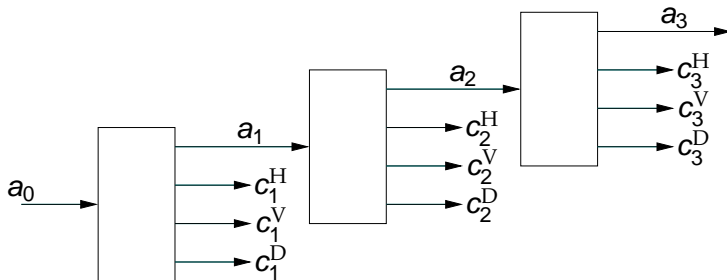 a₃
c₃ᴴ
a₂
c₃ⱽ
c₂ᴴ
a₁
c₃ᴰ
c₂ⱽ
c₁ᴴ
a₀
c₂ᴰ
c₁ⱽ
c₁ᴰ